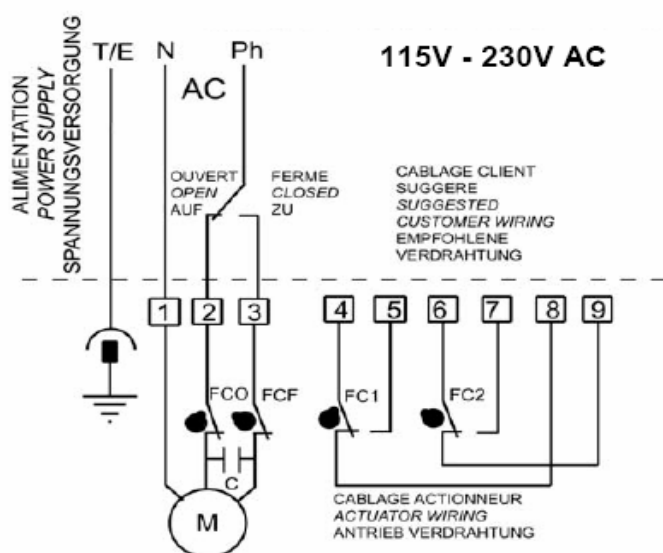 T/E N Ph
115V - 230V AC
AC
ALIMENTATION
POWER SUPPLY
SPANNUNGSVERSORGUNG
OUVERT
OPEN
AUF
FERME
CLOSED
ZU
CABLAGE CLIENT
SUGGERE
SUGGESTED
CUSTOMER WIRING
EMPFOHLENE
VERDRAHTUNG
1 2 3 4 5 6 7 8 9
FCO FCF FC1 FC2
C
M
CABLAGE ACTIONNEUR
ACTUATOR WIRING
ANTRIEB VERDRAHTUNG